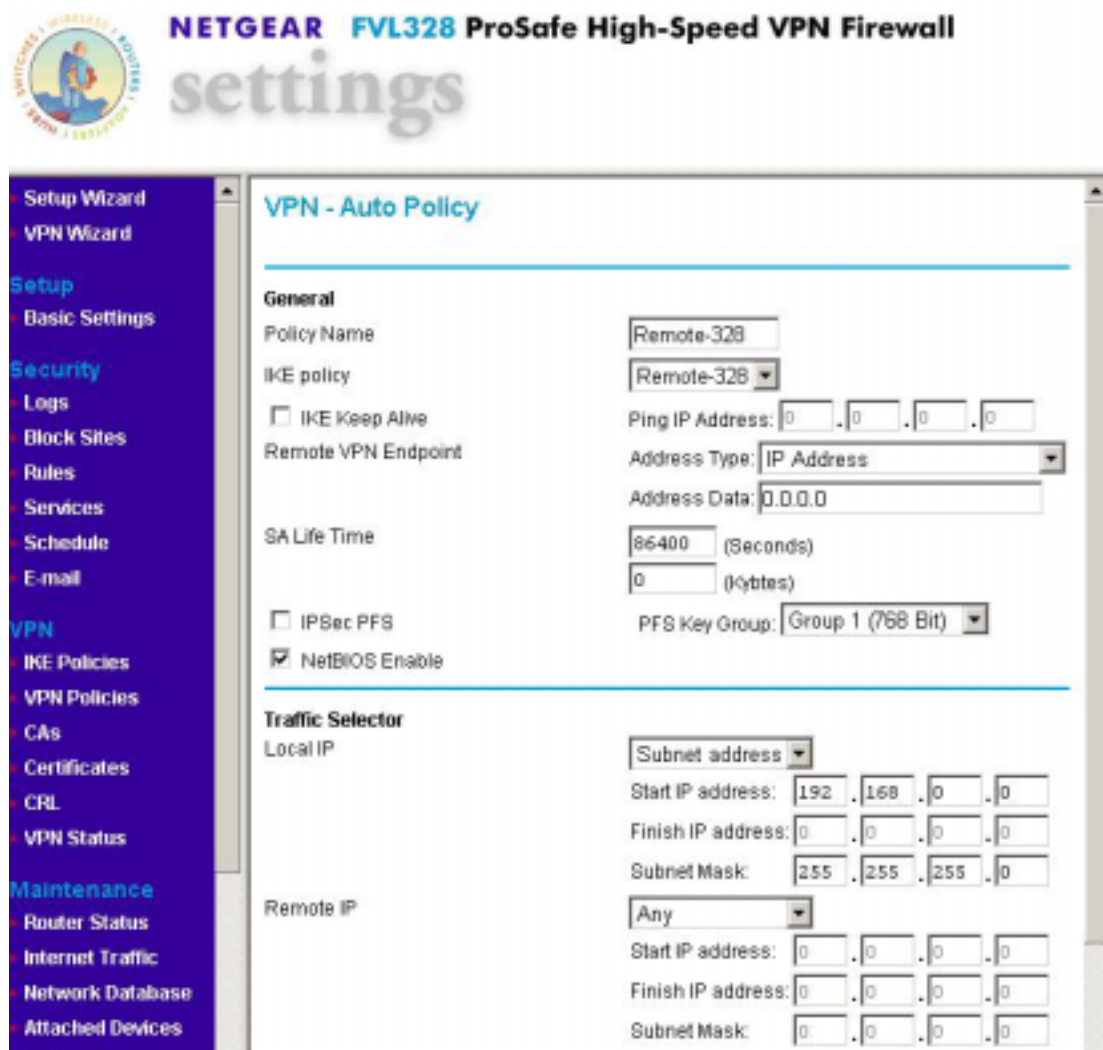 SWITCHES | WIRELESS | ROUTERS | ADAPTERS | HUBS
NETGEAR FVL328 ProSafe High-Speed VPN Firewall
settings
Setup Wizard
VPN Wizard
Setup
Basic Settings
Security
Logs
Block Sites
Rules
Services
Schedule
E-mail
VPN
IKE Policies
VPN Policies
CAs
Certificates
CRL
VPN Status
Maintenance
Router Status
Internet Traffic
Network Database
Attached Devices
VPN - Auto Policy
General
Policy Name Remote-328
IKE policy Remote-328
IKE Keep Alive Ping IP Address: 0 . 0 . 0 . 0
Remote VPN Endpoint Address Type: IP Address
Address Data: 0.0.0.0
SA Life Time 86400 (Seconds)
0 (Kybtes)
IPSec PFS PFS Key Group: Group 1 (768 Bit)
NetBIOS Enable
Traffic Selector
Local IP Subnet address
Start IP address: 192 . 168 . 0 . 0
Finish IP address: 0 . 0 . 0 . 0
Subnet Mask: 255 . 255 . 255 . 0
Remote IP Any
Start IP address: 0 . 0 . 0 . 0
Finish IP address: 0 . 0 . 0 . 0
Subnet Mask: 0 . 0 . 0 . 0